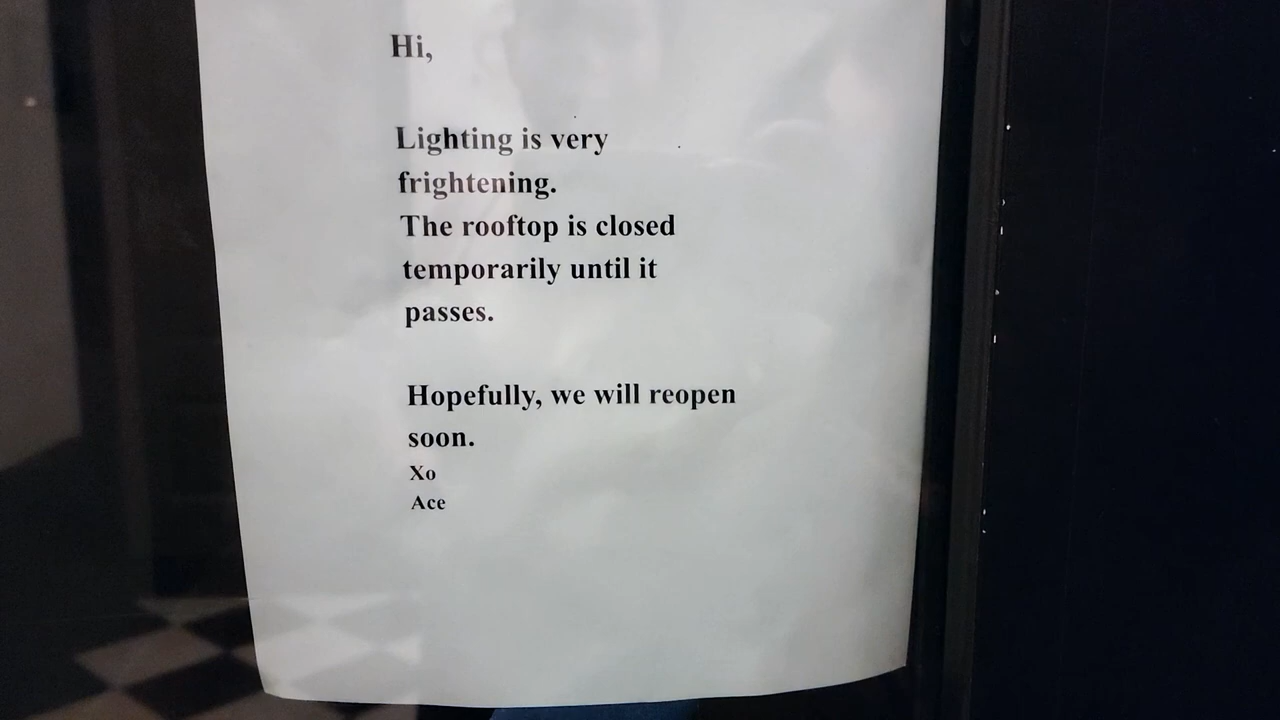 Hi,
Lighting is very
frightening.
The rooftop is closed
temporarily until it
passes.
Hopefully, we will reopen
soon.
Xo
Ace